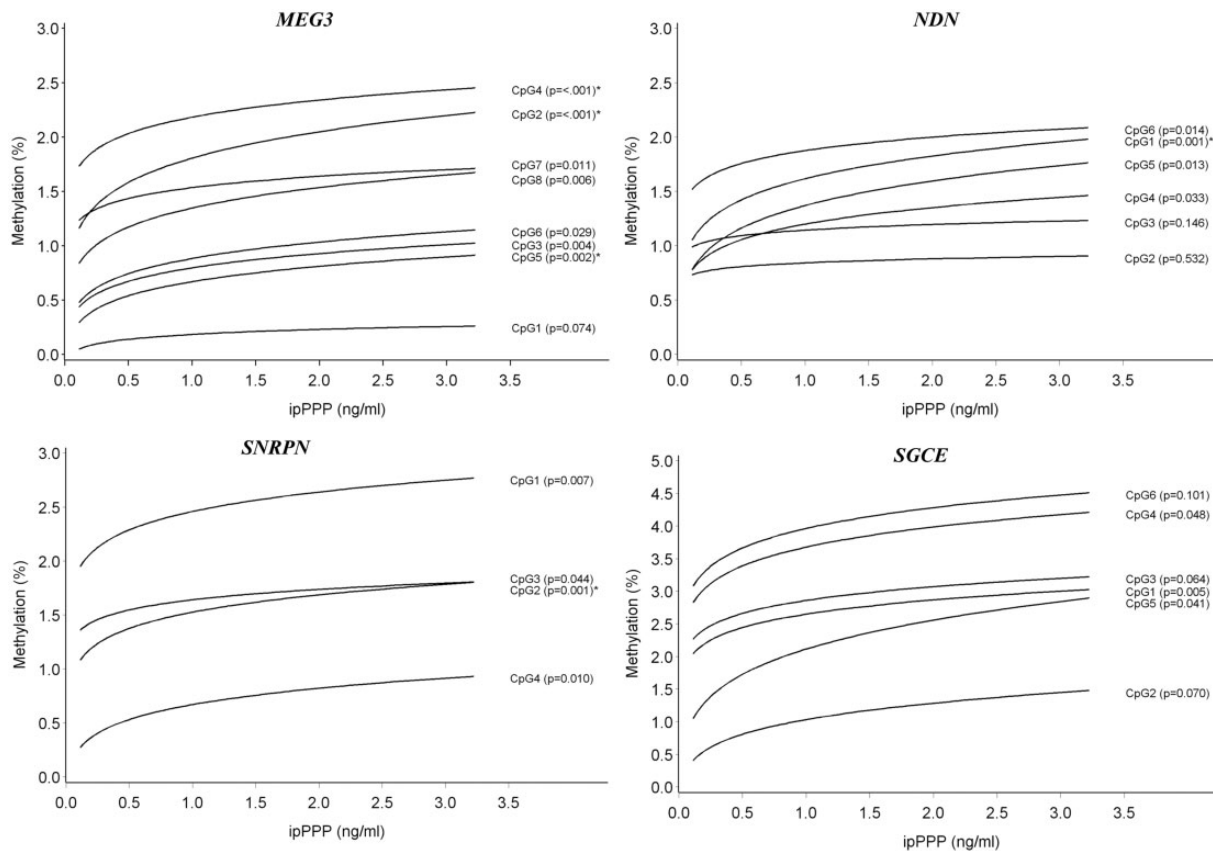 MEG3
3.0
2.5
2.0
1.5
1.0
0.5
0.0
Methylation (%)
CpG4 (p=<.001)*
CpG2 (p=<.001)*
CpG7 (p=0.011)
CpG8 (p=0.006)
CpG6 (p=0.029)
CpG3 (p=0.004)
CpG5 (p=0.002)*
CpG1 (p=0.074)
0.0 0.5 1.0 1.5 2.0 2.5 3.0 3.5
ipPPP (ng/ml)
NDN
3.0
2.5
2.0
1.5
1.0
0.5
0.0
Methylation (%)
CpG6 (p=0.014)
CpG1 (p=0.001)*
CpG5 (p=0.013)
CpG4 (p=0.033)
CpG3 (p=0.146)
CpG2 (p=0.532)
0.0 0.5 1.0 1.5 2.0 2.5 3.0 3.5
ipPPP (ng/ml)
SNRPN
3.0
2.5
2.0
1.5
1.0
0.5
0.0
Methylation (%)
CpG1 (p=0.007)
CpG3 (p=0.044)
CpG2 (p=0.001)*
CpG4 (p=0.010)
0.0 0.5 1.0 1.5 2.0 2.5 3.0 3.5
ipPPP (ng/ml)
SGCE
5.0
4.5
4.0
3.5
3.0
2.5
2.0
1.5
1.0
0.5
0.0
Methylation (%)
CpG6 (p=0.101)
CpG4 (p=0.048)
CpG3 (p=0.064)
CpG1 (p=0.005)
CpG5 (p=0.041)
CpG2 (p=0.070)
0.0 0.5 1.0 1.5 2.0 2.5 3.0 3.5
ipPPP (ng/ml)